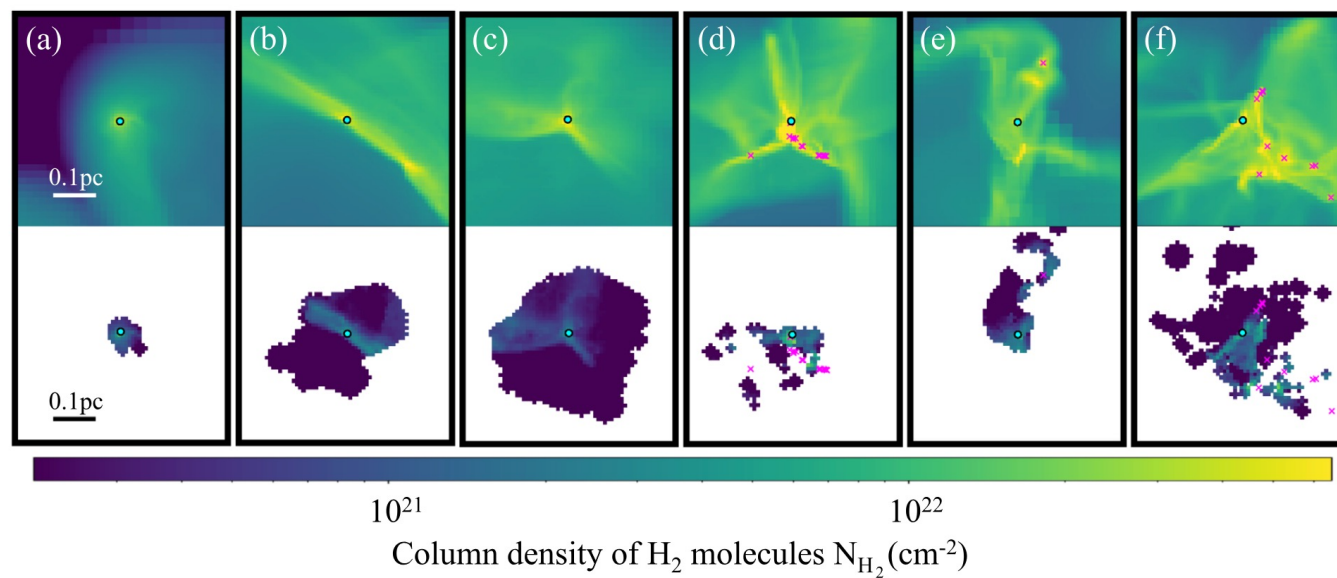 (a) (b) (c) (d) (e) (f)
0.1pc
0.1pc
10²¹ 10²²
Column density of H₂ molecules N_H₂ (cm⁻²)